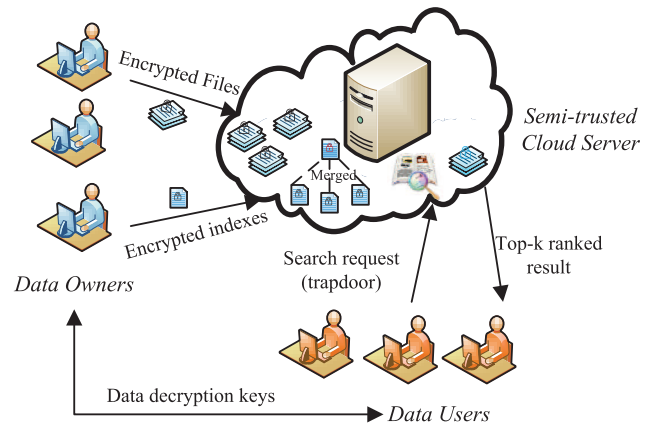 Encrypted Files
Semi-trusted
Cloud Server
Merged
Encrypted indexes
Search request
(trapdoor)
Top-k ranked
result
Data Owners
Data decryption keys
Data Users